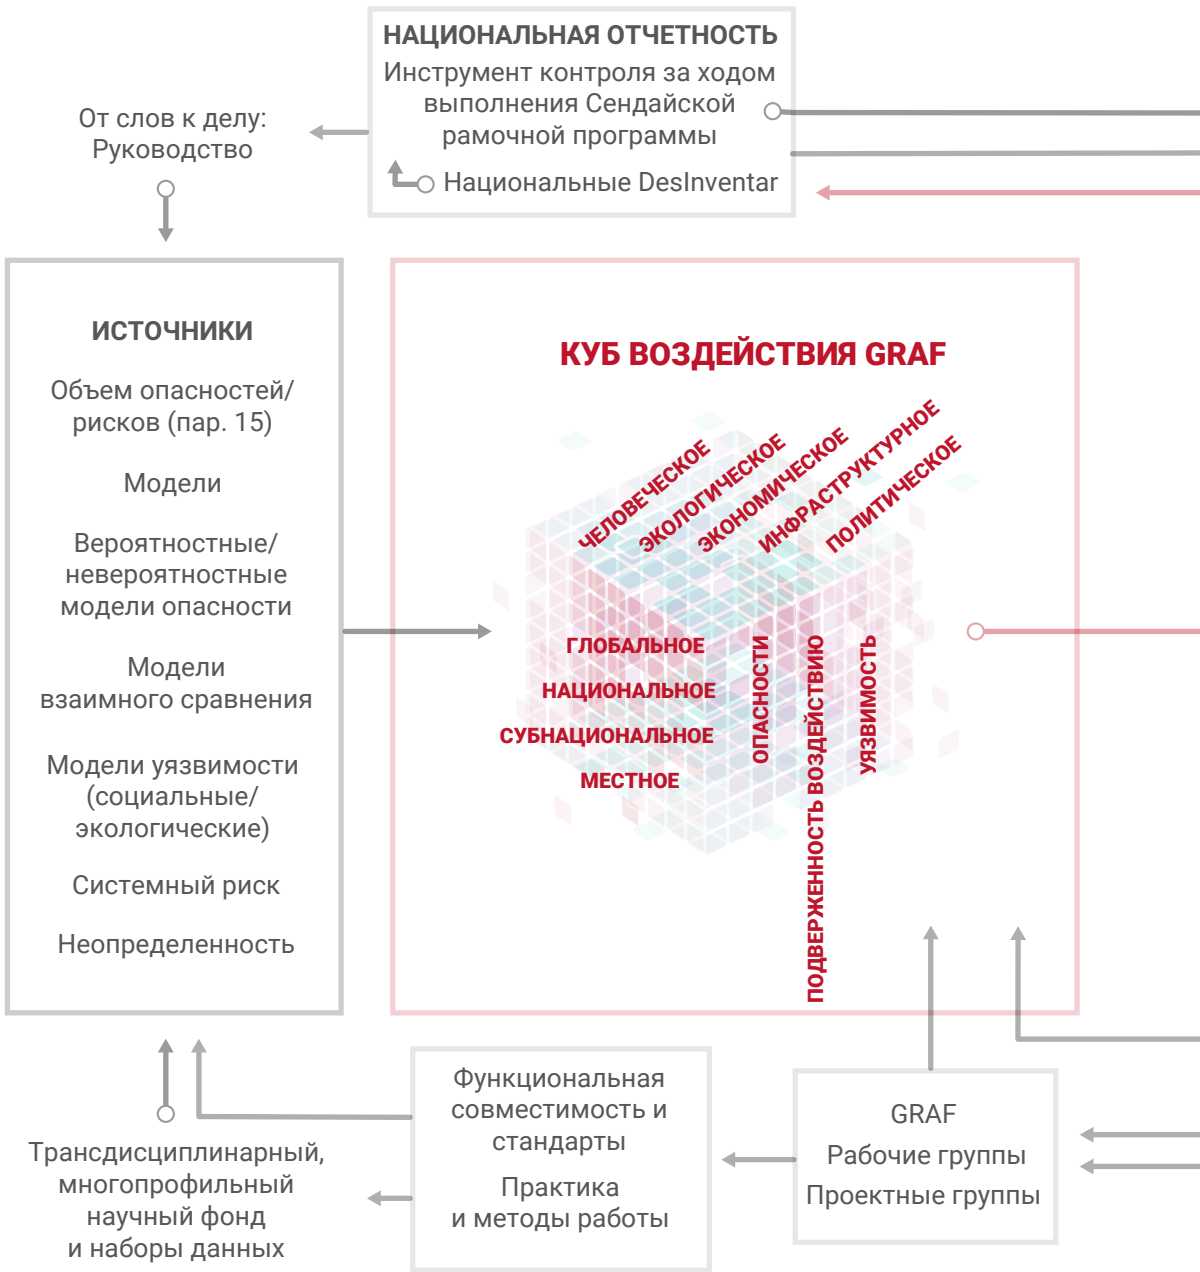 НАЦИОНАЛЬНАЯ ОТЧЕТНОСТЬ
Инструмент контроля за ходом
выполнения Сендайской
рамочной программы
Национальные DesInventar
От слов к делу:
Руководство
ИСТОЧНИКИ
Объем опасностей/
рисков (пар. 15)
Модели
Вероятностные/
невероятностные
модели опасности
Модели
взаимного сравнения
Модели уязвимости
(социальные/
экологические)
Системный риск
Неопределенность
КУБ ВОЗДЕЙСТВИЯ GRAF
ЧЕЛОВЕЧЕСКОЕ
ЭКОЛОГИЧЕСКОЕ
ЭКОНОМИЧЕСКОЕ
ИНФРАСТРУКТУРНОЕ
ПОЛИТИЧЕСКОЕ
ГЛОБАЛЬНОЕ
НАЦИОНАЛЬНОЕ
СУБНАЦИОНАЛЬНОЕ
МЕСТНОЕ
ОПАСНОСТИ
ПОДВЕРЖЕННОСТЬ ВОЗДЕЙСТВИЮ
УЯЗВИМОСТЬ
Трансдисциплинарный,
многопрофильный
научный фонд
и наборы данных
Функциональная
совместимость и
стандарты
Практика
и методы работы
GRAF
Рабочие группы
Проектные группы